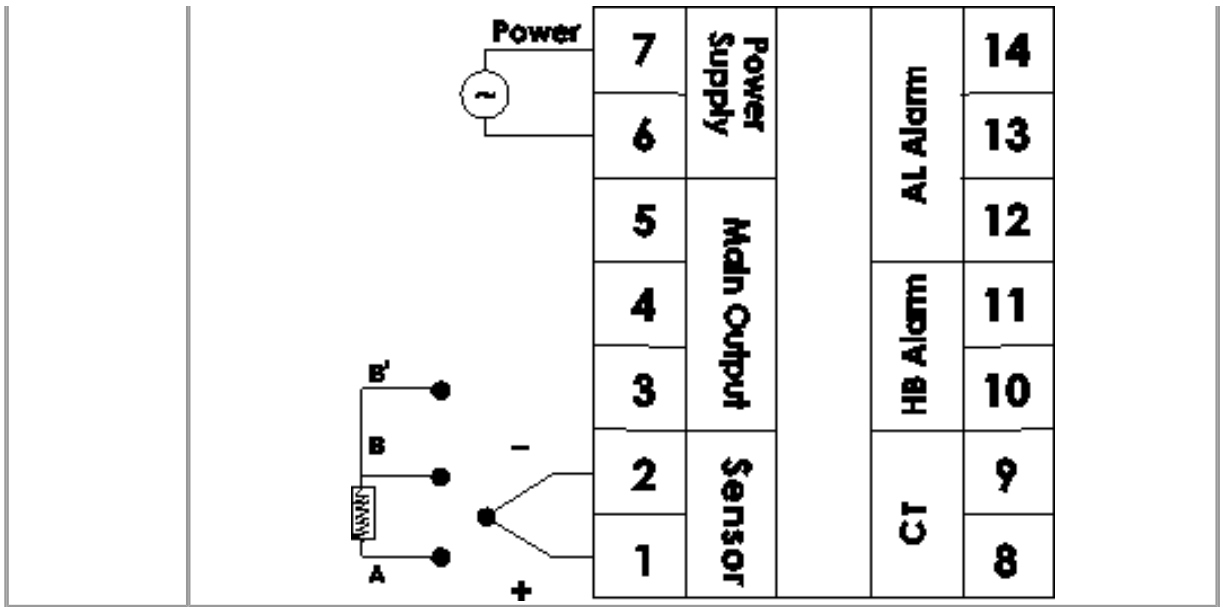 Power
~
7
6
5
4
3
2
1
Power
Supply
Main Output
Sensor
AL Alarm
HB Alarm
CT
14
13
12
11
10
9
8
B'
B
A
−
+